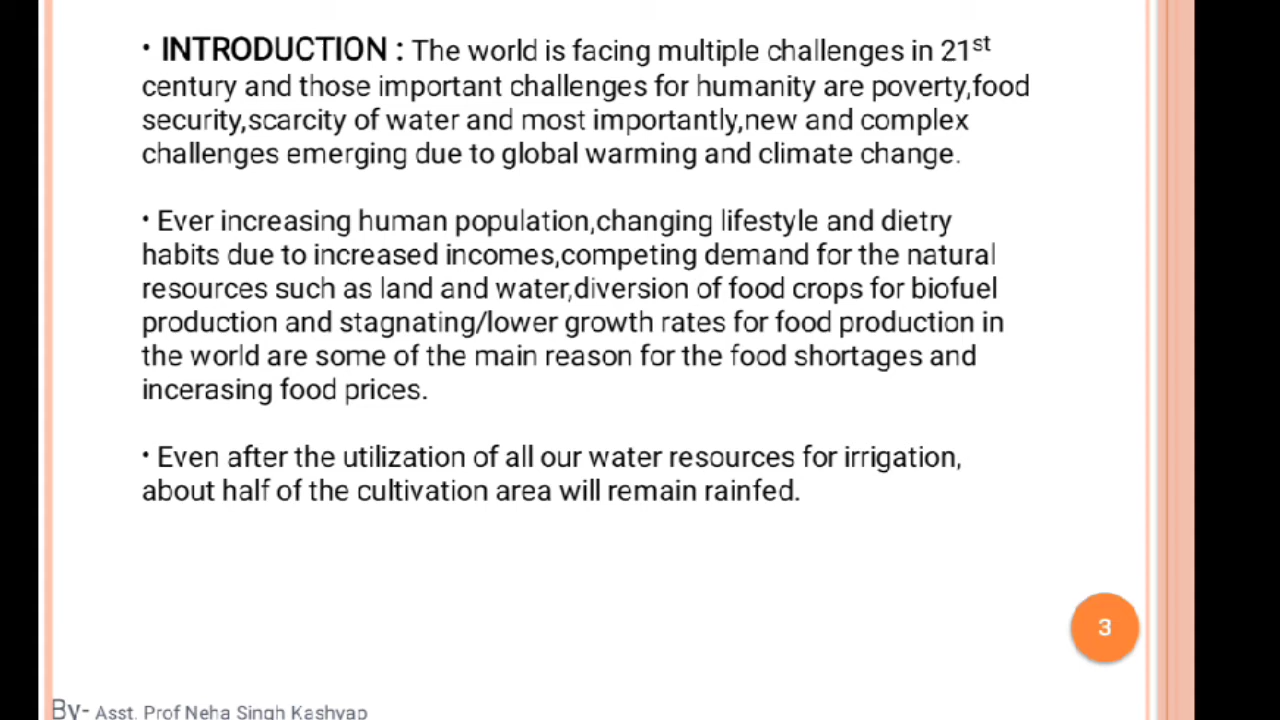 • INTRODUCTION : The world is facing multiple challenges in 21st
century and those important challenges for humanity are poverty,food
security,scarcity of water and most importantly,new and complex
challenges emerging due to global warming and climate change.
• Ever increasing human population,changing lifestyle and dietry
habits due to increased incomes,competing demand for the natural
resources such as land and water,diversion of food crops for biofuel
production and stagnating/lower growth rates for food production in
the world are some of the main reason for the food shortages and
incerasing food prices.
• Even after the utilization of all our water resources for irrigation,
about half of the cultivation area will remain rainfed.
3
By- Asst. Prof Neha Singh Kashyap